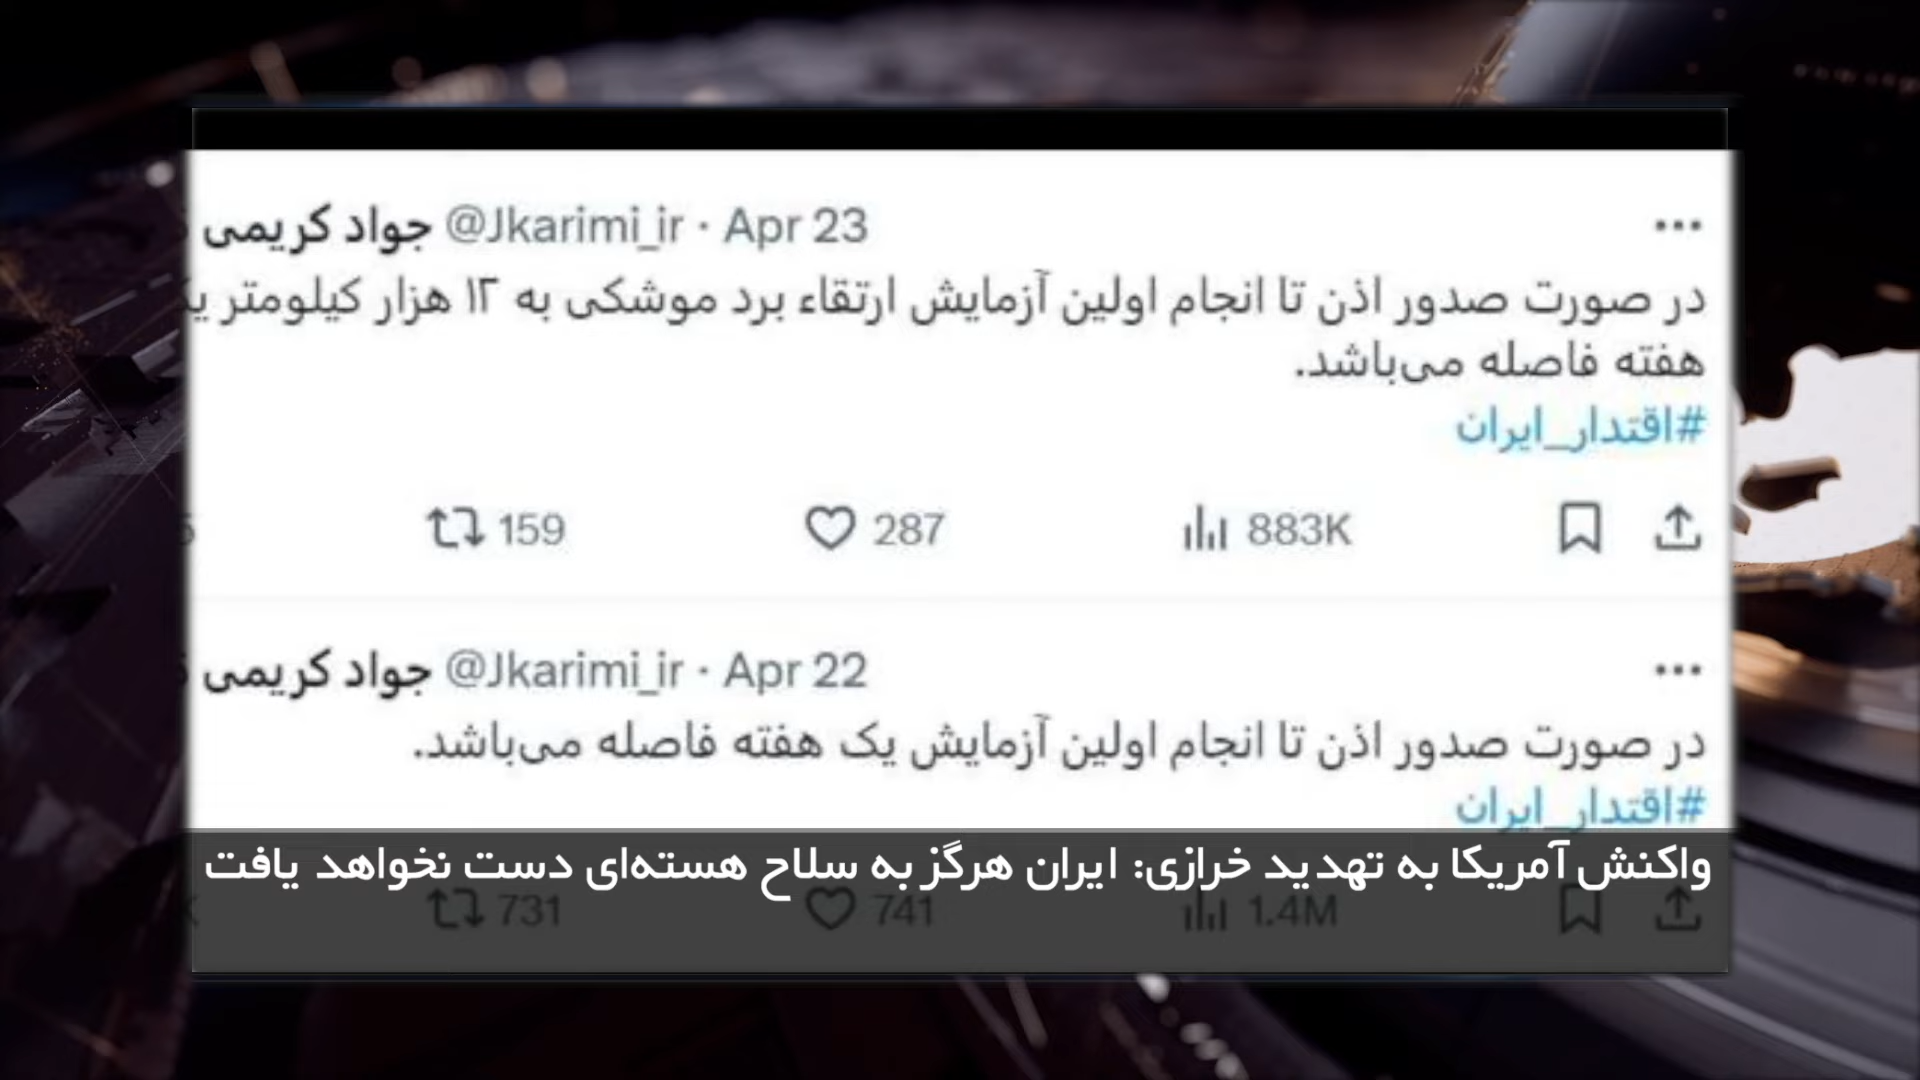 جواد کریمی @Jkarimi_ir · Apr 23
در صورت صدور اذن تا انجام اولین آزمایش ارتقاء برد موشکی به ۱۲ هزار کیلومتر
هفته فاصله می‌باشد.
#اقتدار_ایران
159 287 883K
جواد کریمی @Jkarimi_ir · Apr 22
در صورت صدور اذن تا انجام اولین آزمایش یک هفته فاصله می‌باشد.
#اقتدار_ایران
واکنش آمریکا به تهدید خرازی: ایران هرگز به سلاح هسته‌ای دست نخواهد یافت
731 741 1.4M